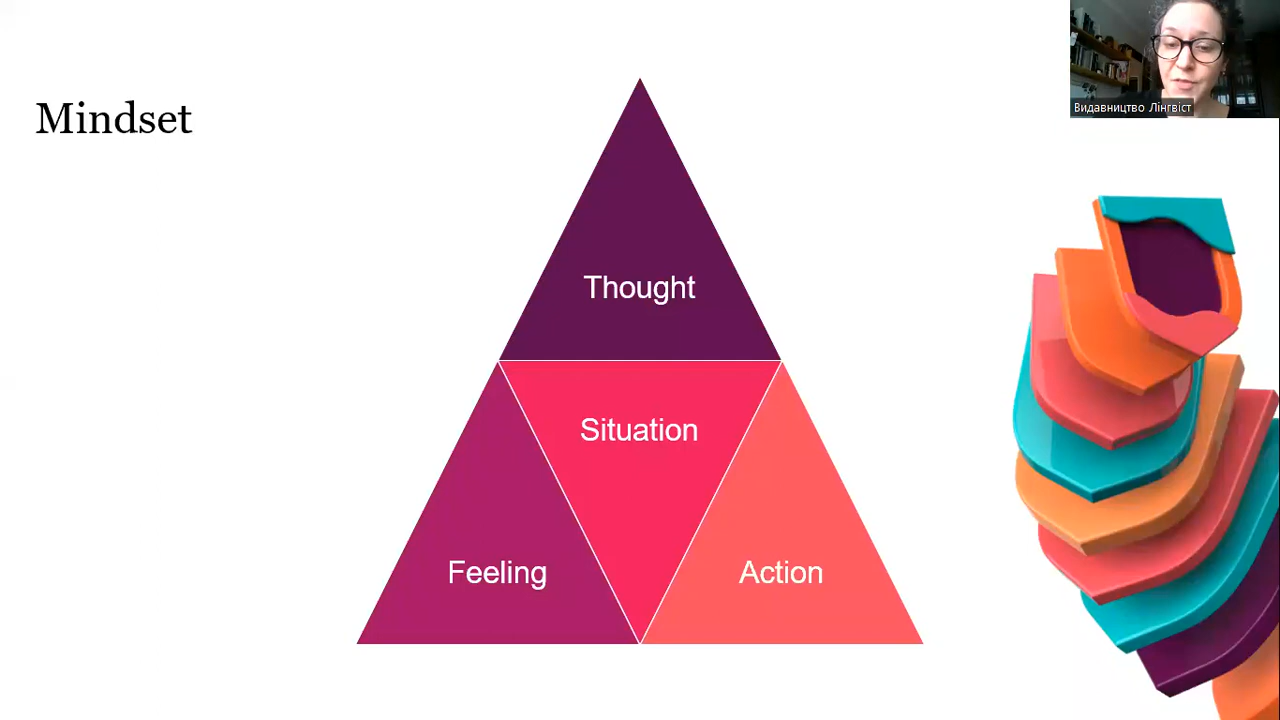 Mindset
Видавництво Лінгвіст
Thought
Situation
Feeling
Action